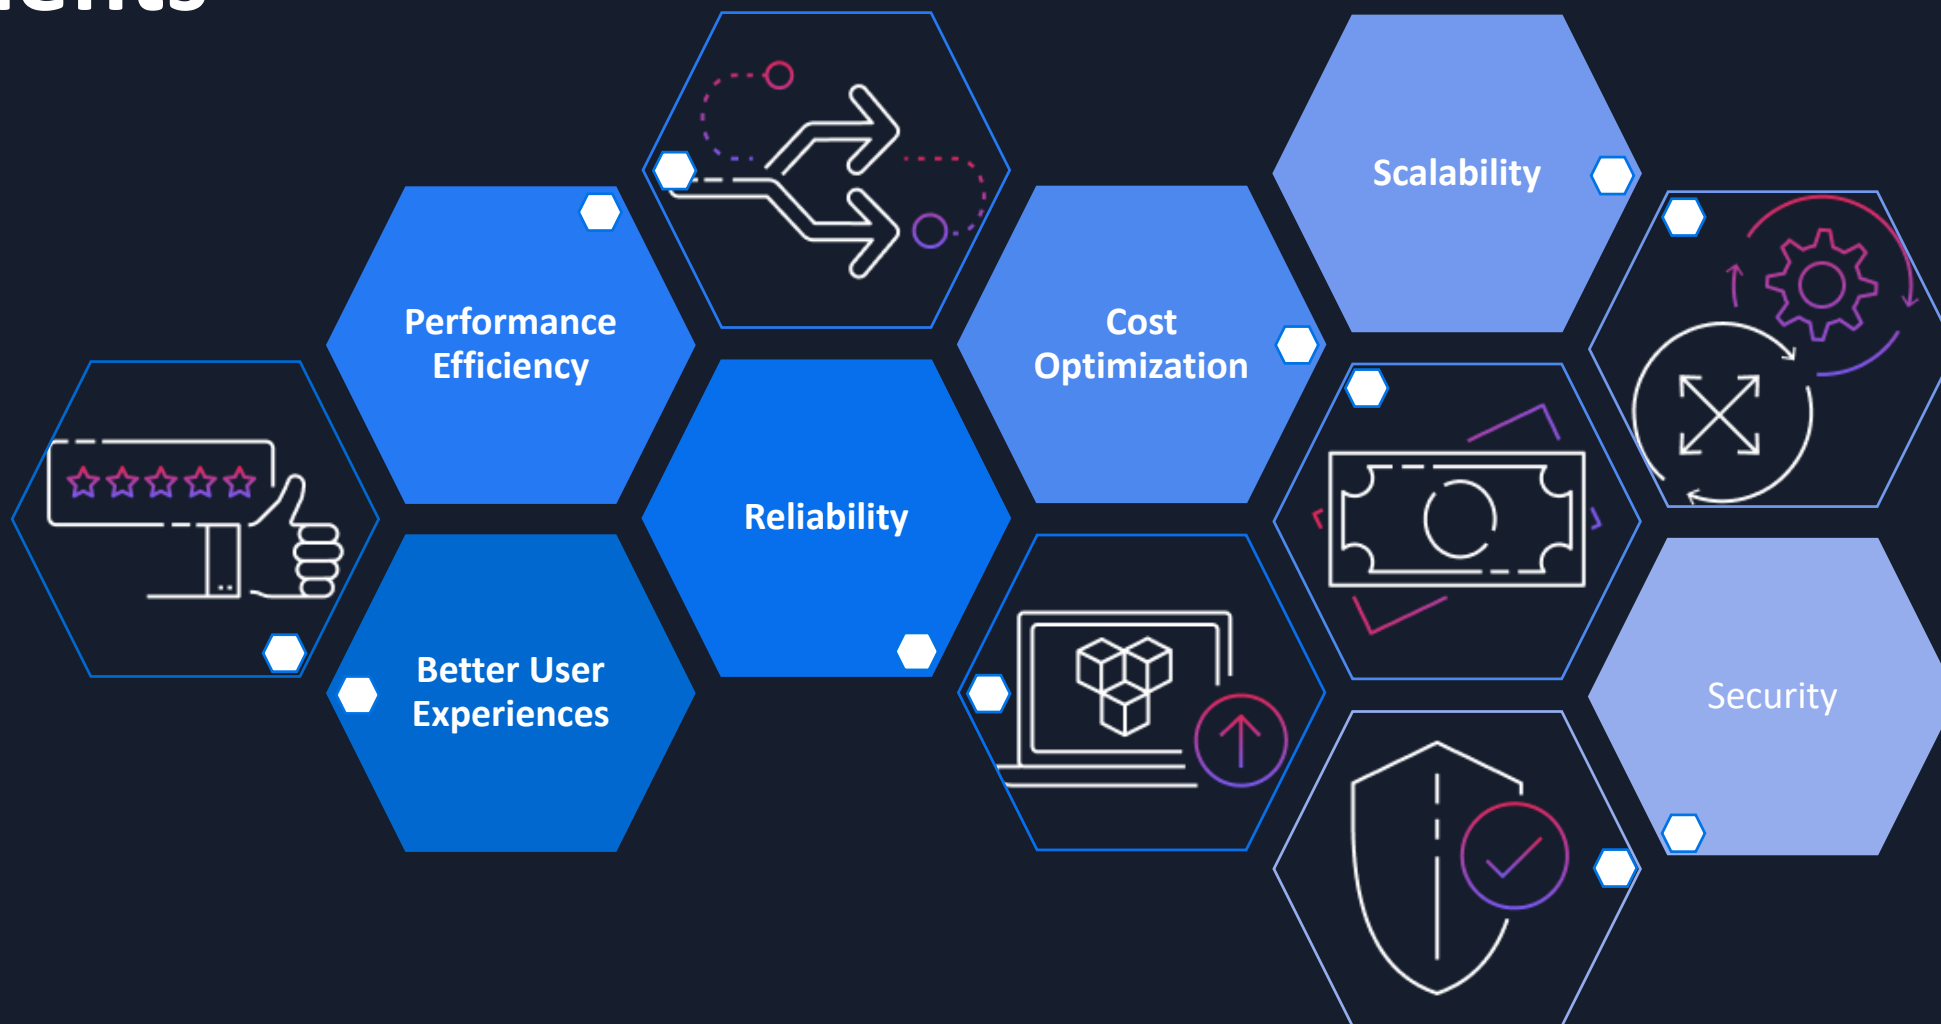 Scalability
Performance
Efficiency
Cost
Optimization
Reliability
Better User
Experiences
Security